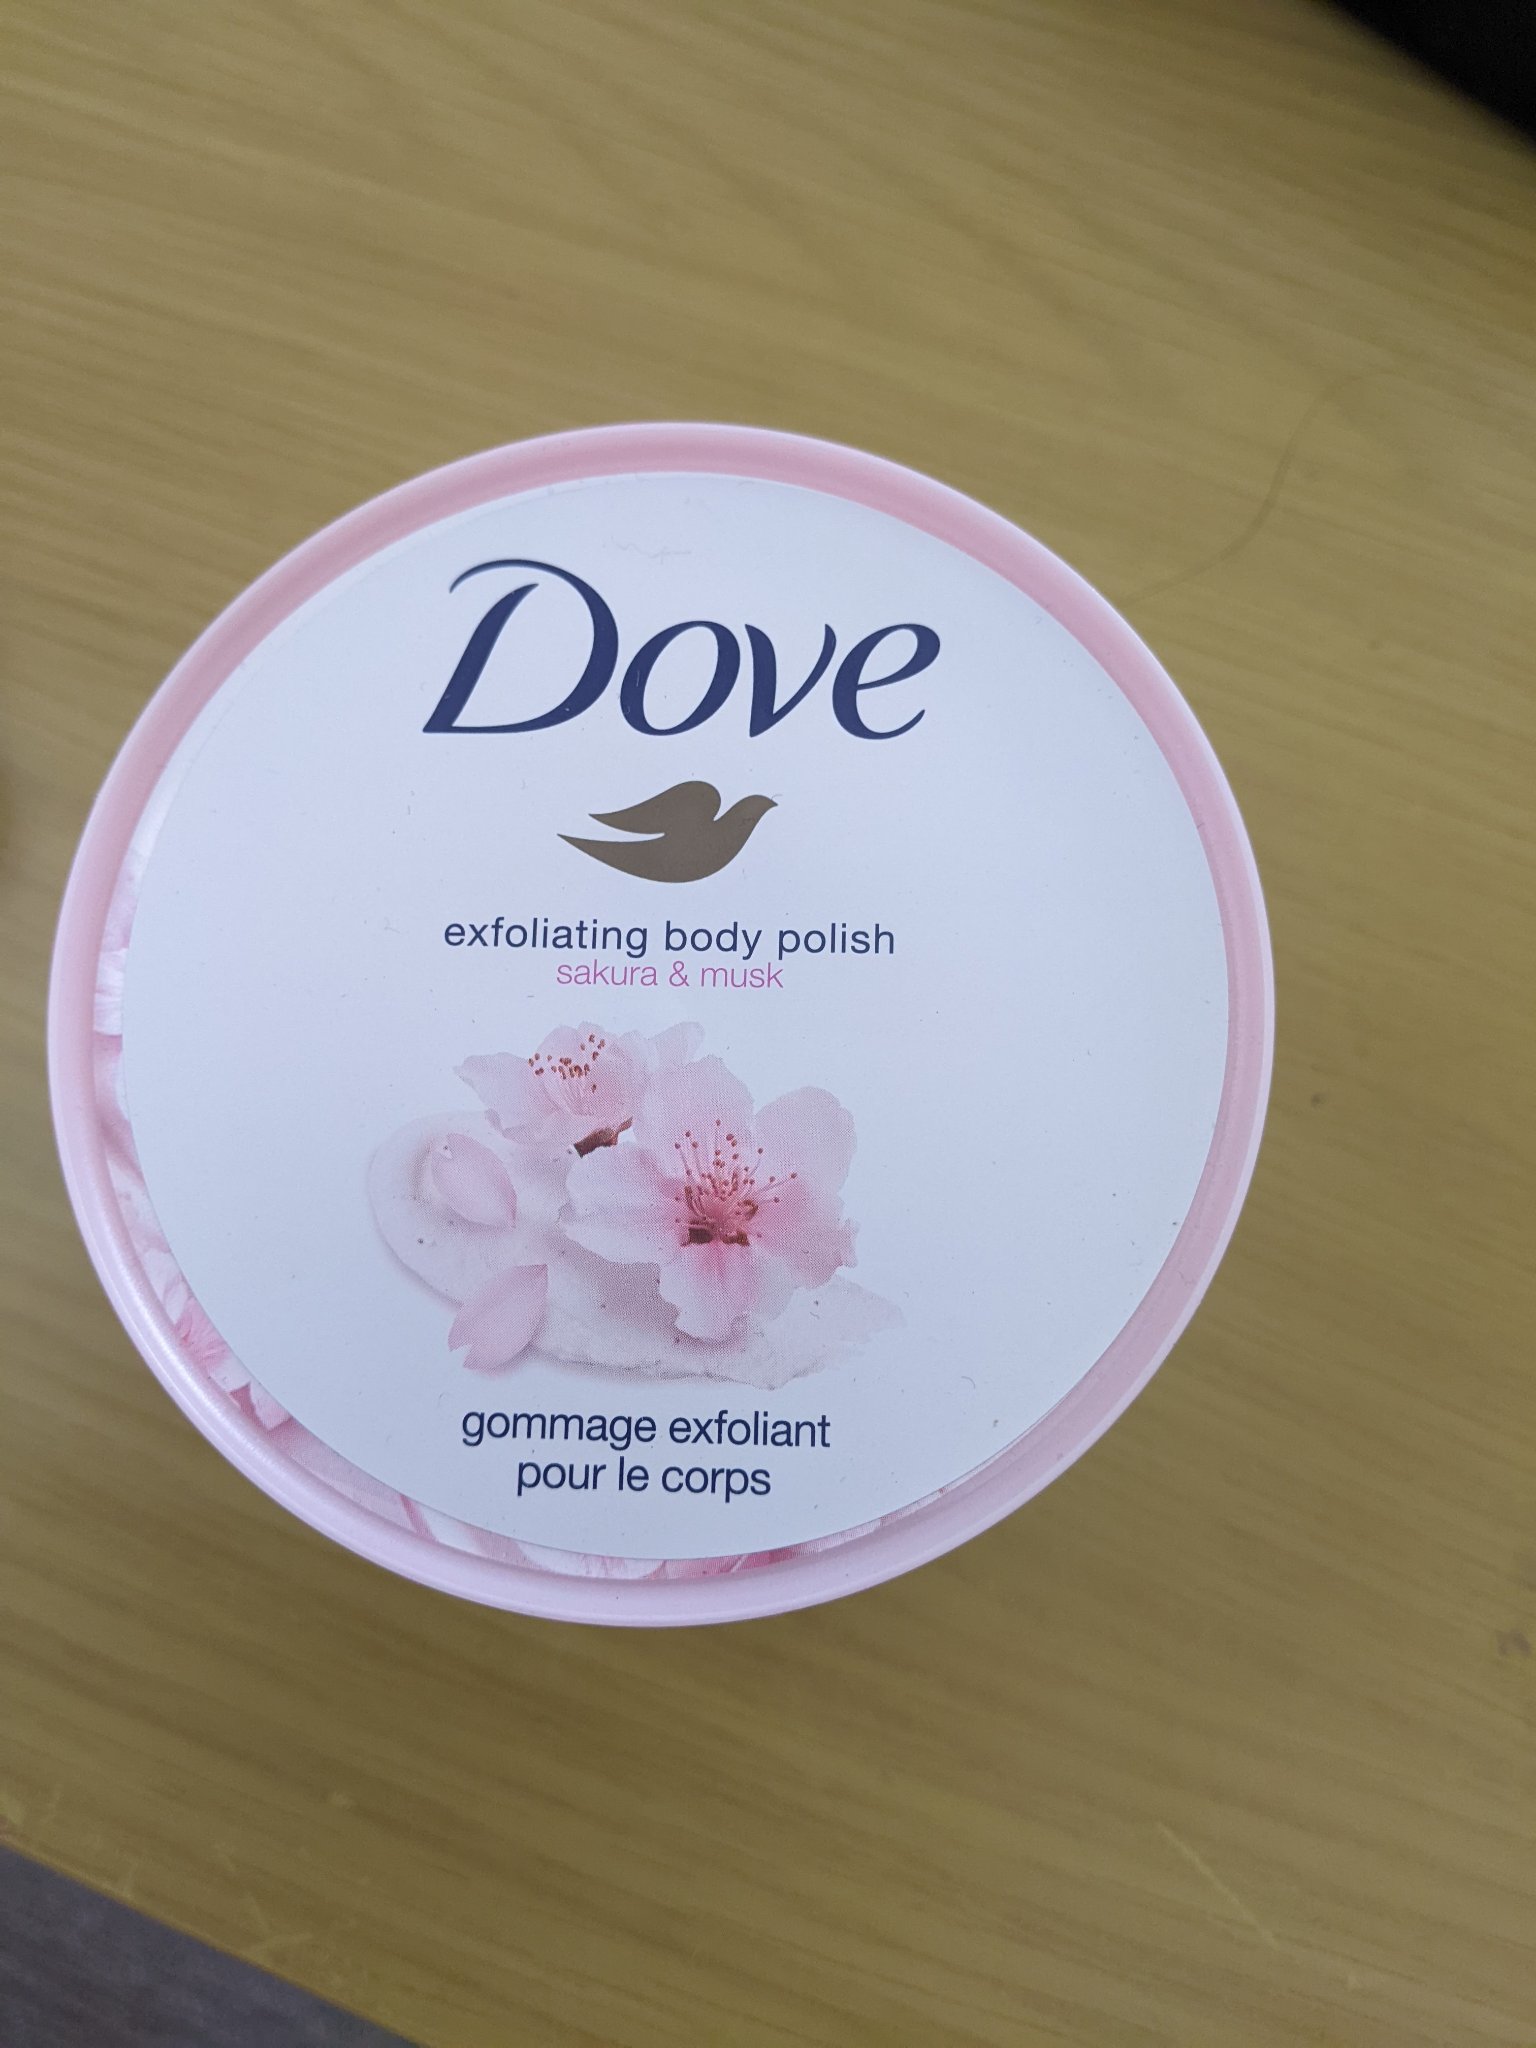 Dove
exfoliating body polish
sakura & musk
gommage exfoliant
pour le corps